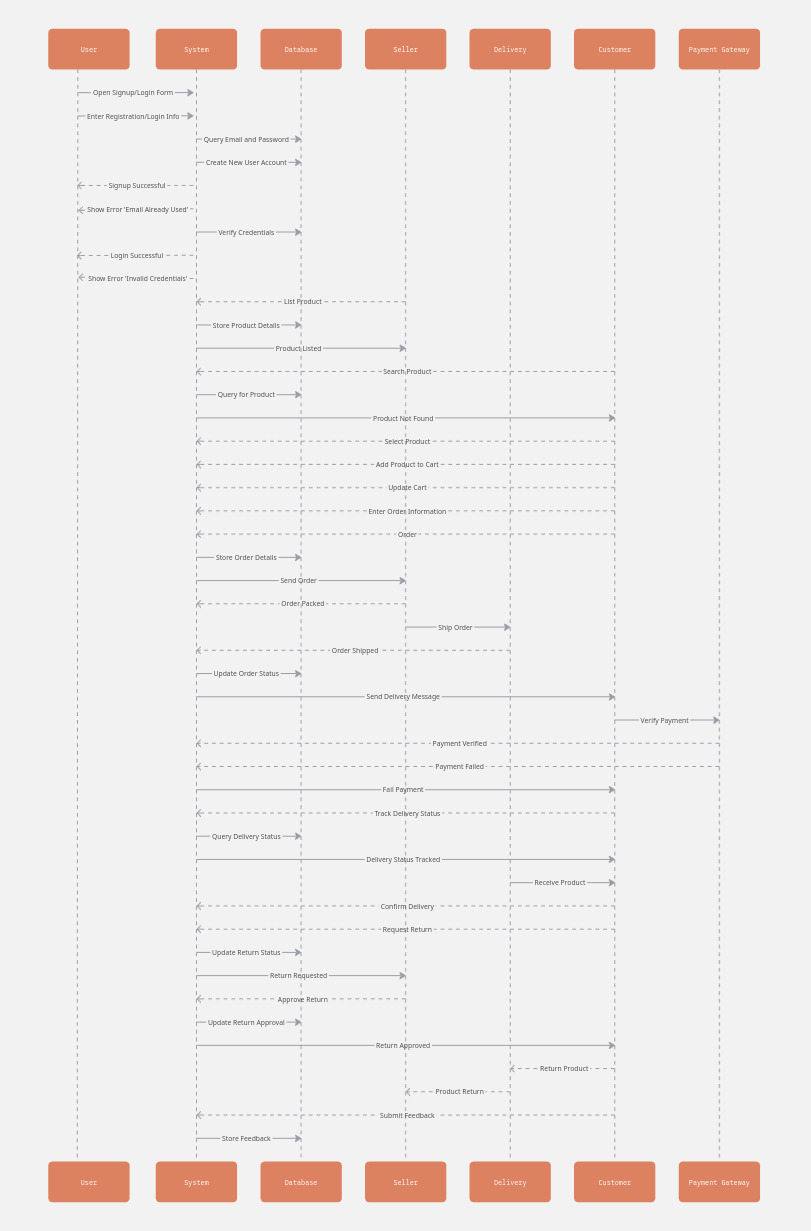 User System Database Seller Delivery Customer Payment Gateway
Open Signup/Login Form
Enter Registration/Login Info
Query Email and Password
Create New User Account
Signup Successful
Show Error 'Email Already Used'
Verify Credentials
Login Successful
Show Error 'Invalid Credentials'
List Product
Store Product Details
Product Listed
Search Product
Query for Product
Product Not Found
Select Product
Add Product to Cart
Update Cart
Enter Order Information
Order
Store Order Details
Send Order
Order Packed
Ship Order
Order Shipped
Update Order Status
Send Delivery Message
Verify Payment
Payment Verified
Payment Failed
Fail Payment
Track Delivery Status
Query Delivery Status
Delivery Status Tracked
Receive Product
Confirm Delivery
Request Return
Update Return Status
Return Requested
Approve Return
Update Return Approval
Return Approved
Return Product
Product Return
Submit Feedback
Store Feedback
User System Database Seller Delivery Customer Payment Gateway